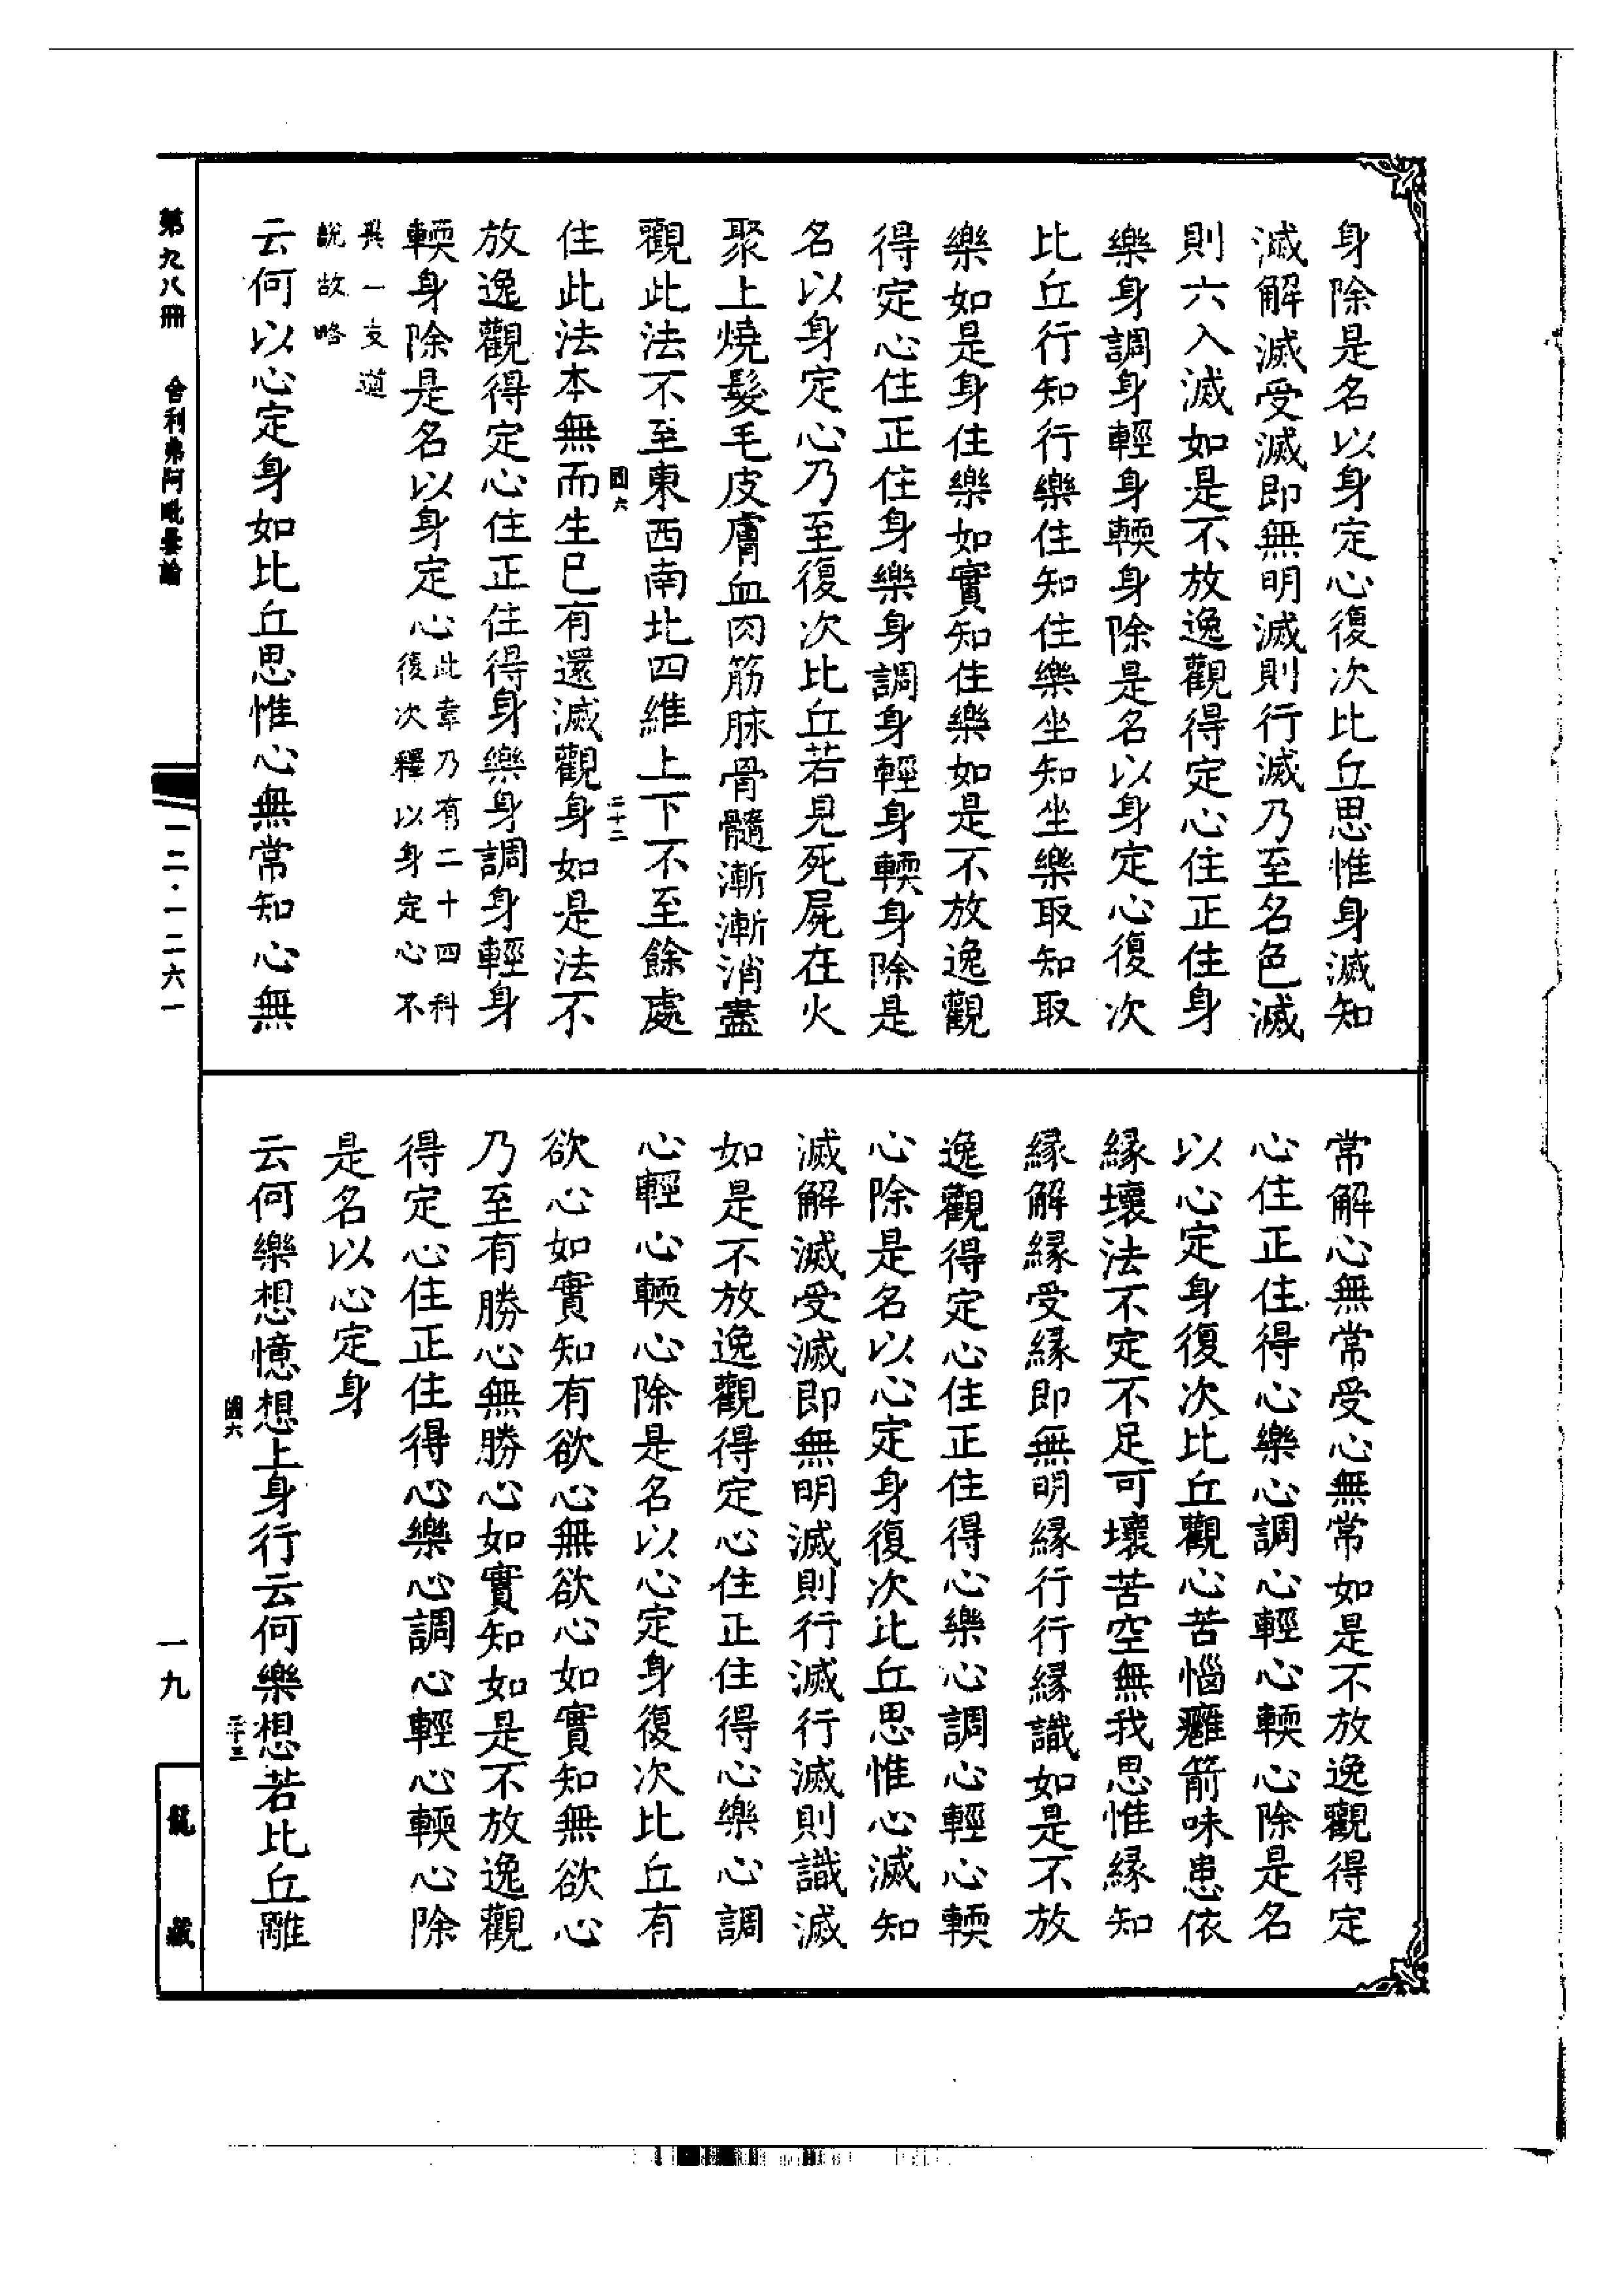 身除是名以身定心復次比丘思惟身滅知
滅解滅受滅即無明滅則行滅乃至名色滅
則六入滅如是不放逸觀得定心住正住身
樂身調身輕身輭身除是名以身定心復次
比丘行知行樂住知住樂坐知坐樂取知取
樂如是身住樂如實知住樂如是不放逸觀
得定心住正住身樂身調身輕身輭身除是
名以身定心乃至復次比丘若見死屍在火
聚上燒髮毛皮膚血肉筋脉骨髓漸漸消盡
觀此法不至東西南北四維上下不至餘處
國六
二十二
住此法本無而生已有還滅觀身如是法不
放逸觀得定心住正住得身樂身調身輕身
輭身除是名以身定心此章乃有二十四科
復次釋以身定心不
異一支道
說故略
云何以心定身如比丘思惟心無常知心無
常解心無常受心無常如是不放逸觀得定
心住正住得心樂心調心輕心輭心除是名
以心定身復次比丘觀心苦惱癰箭味患依
緣壞法不定不足可壞苦空無我思惟緣知
緣解緣受緣即無明緣行行緣識如是不放
逸觀得定心住正住得心樂心調心輕心輭
心除是名以心定身復次比丘思惟心滅知
滅解滅受滅即無明滅則行滅行滅則識滅
如是不放逸觀得定心住正住得心樂心調
心輕心輭心除是名以心定身復次比丘有
欲心如實知有欲心無欲心如實知無欲心
乃至有勝心無勝心如實知如是不放逸觀
得定心住正住得心樂心調心輕心輭心除
是名以心定身
云何樂想憶想上身行云何樂想若比丘離
國六
二十三
第九八冊 舍利弗阿毗曇論
一二·一二六一
一九
龍藏